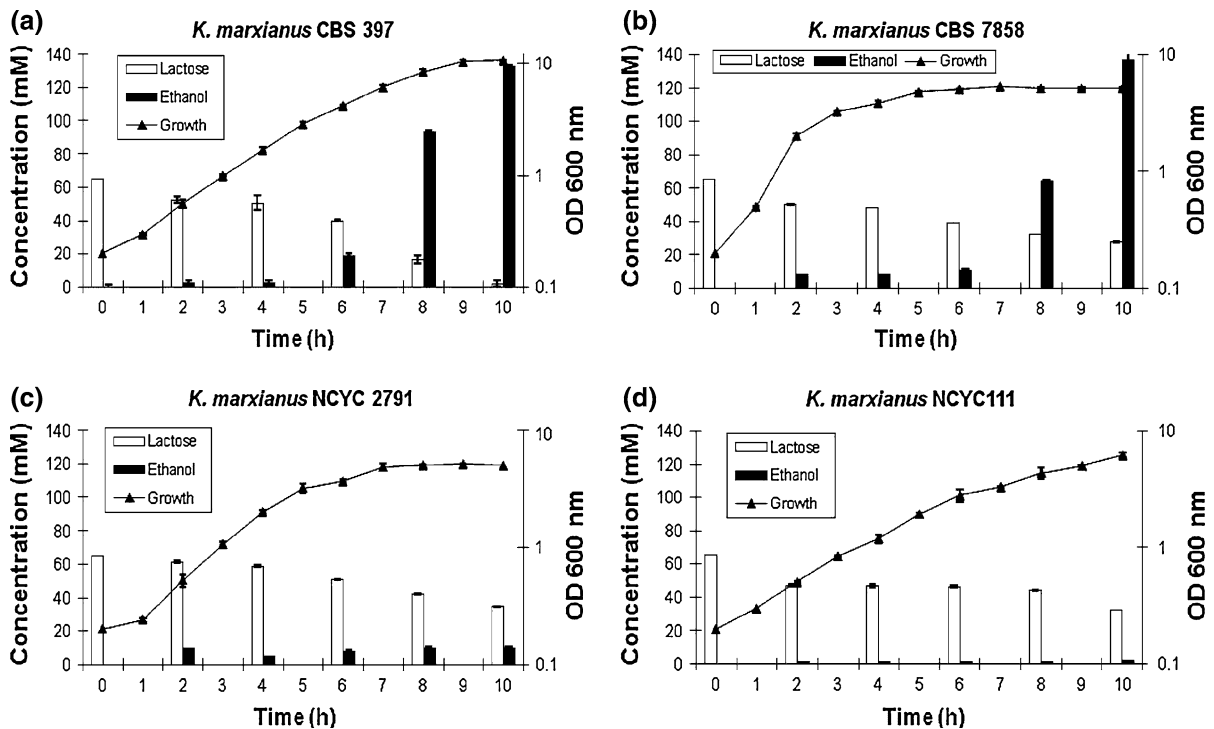 (a)
K. marxianus CBS 397
Concentration (mM)
140
120
100
80
60
40
20
0
Lactose
Ethanol
Growth
10
1
0.1
OD 600 nm
0 1 2 3 4 5 6 7 8 9 10
Time (h)
(b)
K. marxianus CBS 7858
Concentration (mM)
140
120
100
80
60
40
20
0
Lactose Ethanol Growth
10
1
0.1
OD 600 nm
0 1 2 3 4 5 6 7 8 9 10
Time (h)
(c)
K. marxianus NCYC 2791
Concentration (mM)
140
120
100
80
60
40
20
0
Lactose
Ethanol
Growth
10
1
0.1
OD 600 nm
0 1 2 3 4 5 6 7 8 9 10
Time (h)
(d)
K. marxianus NCYC111
Concentration (mM)
140
120
100
80
60
40
20
0
Lactose
Ethanol
Growth
10
1
0.1
OD 600 nm
0 1 2 3 4 5 6 7 8 9 10
Time (h)